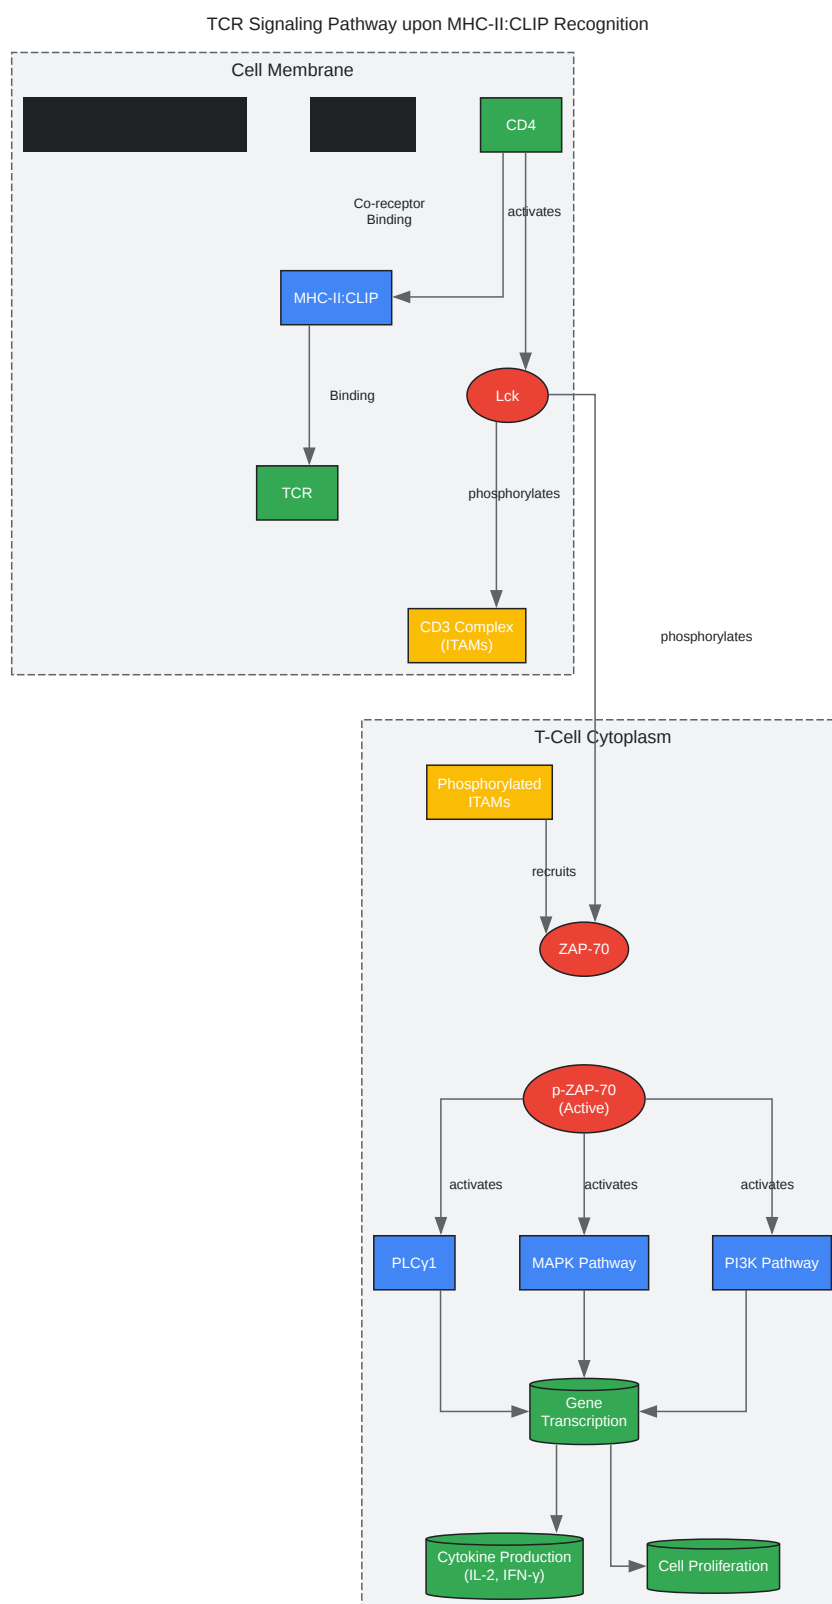 TCR Signaling Pathway upon MHC-II:CLIP Recognition
Cell Membrane
CD4
Co-receptor
Binding
activates
MHC-II:CLIP
Binding
Lck
TCR
phosphorylates
CD3 Complex
(ITAMs)
phosphorylates
T-Cell Cytoplasm
Phosphorylated
ITAMs
recruits
ZAP-70
p-ZAP-70
(Active)
activates
activates
activates
PLCγ1
MAPK Pathway
PI3K Pathway
Gene
Transcription
Cytokine Production
(IL-2, IFN-γ)
Cell Proliferation